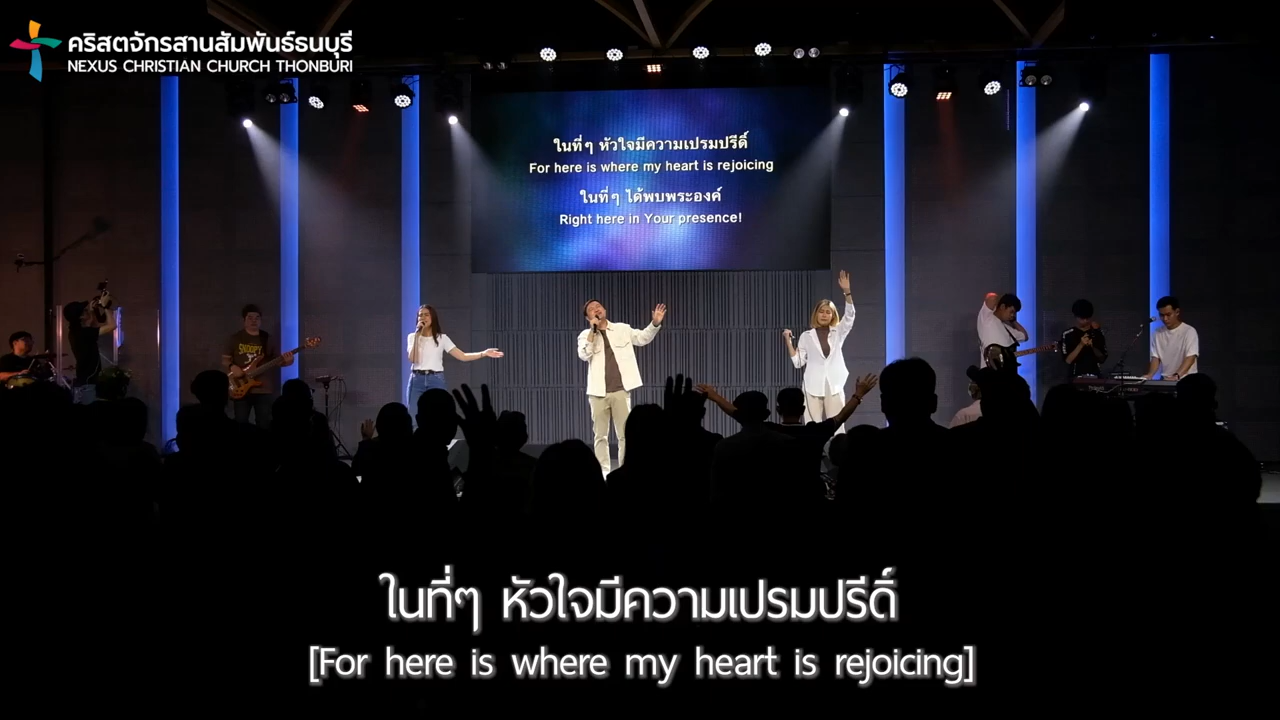 คริสตจักรสานสัมพันธ์ธนบุรี
NEXUS CHRISTIAN CHURCH THONBURI
ในที่ๆ หัวใจมีความเปรมปรีดิ์
For here is where my heart is rejoicing
ในที่ๆ ได้พบพระองค์
Right here in Your presence!
SNOOPY
ในที่ๆ หัวใจมีความเปรมปรีดิ์
[For here is where my heart is rejoicing]